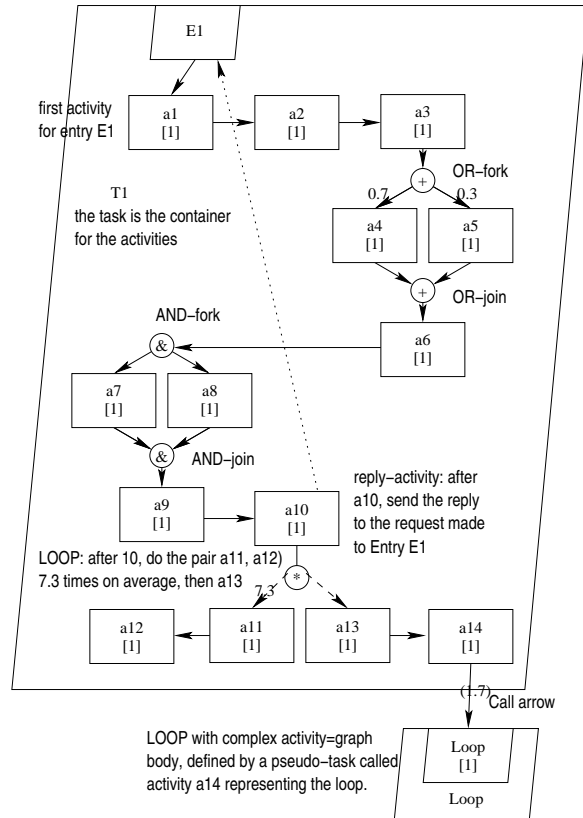 E1
first activity
for entry E1
a1
[1]
a2
[1]
a3
[1]
+
OR-fork
0.7
0.3
T1
the task is the container
for the activities
a4
[1]
a5
[1]
+
OR-join
AND-fork
&
a6
[1]
a7
[1]
a8
[1]
&
AND-join
a9
[1]
a10
[1]
reply-activity: after
a10, send the reply
to the request made
to Entry E1
LOOP: after 10, do the pair a11, a12)
7.3 times on average, then a13
*
7.3
a12
[1]
a11
[1]
a13
[1]
a14
[1]
(1.7)
Call arrow
LOOP with complex activity=graph
body, defined by a pseudo-task called
activity a14 representing the loop.
Loop
[1]
Loop